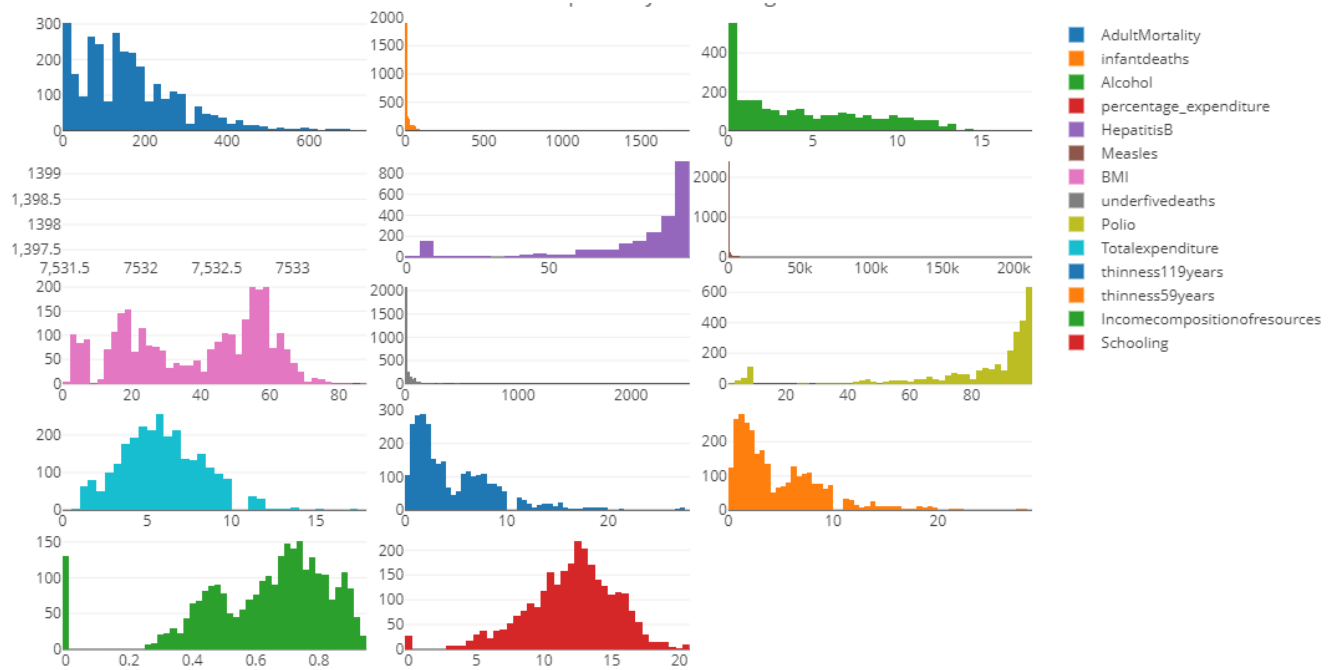 300
200
100
0
0 200 400 600
2000
1500
1000
500
0
0 500 1000 1500
400
200
0
0 5 10 15
1399
1,398.5
1398
1,397.5
7,531.5 7532 7,532.5 7533
800
600
400
200
0
0 50
2000
1000
0
0 50k 100k 150k 200k
200
150
100
50
0
0 20 40 60 80
2000
1500
1000
500
0
0 1000 2000
600
400
200
0
20 40 60 80
200
100
0
0 5 10 15
300
200
100
0
0 10 20
200
100
0
0 10 20
150
100
50
0
0 0.2 0.4 0.6 0.8
200
150
100
50
0
0 5 10 15 20
AdultMortality
infantdeaths
Alcohol
percentage_expenditure
HepatitisB
Measles
BMI
underfivedeaths
Polio
Totalexpenditure
thinness119years
thinness59years
Incomecompositionofresources
Schooling